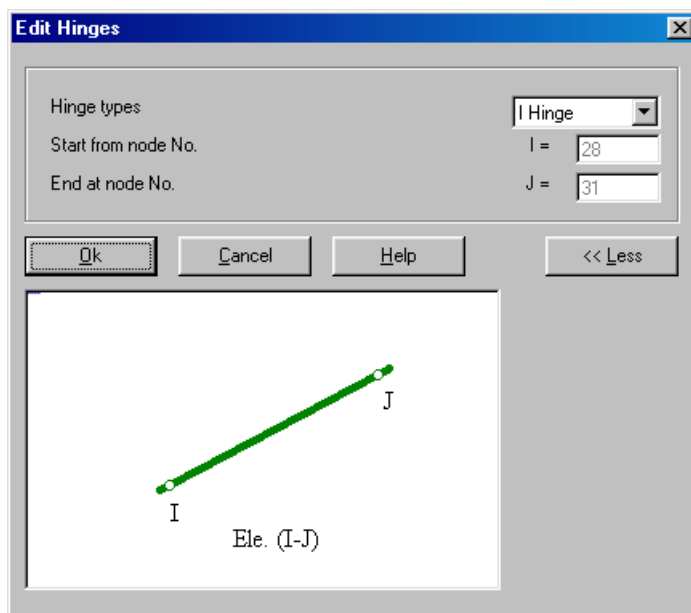 Edit Hinges
Hinge types I Hinge
Start from node No. I = 28
End at node No. J = 31
Ok Cancel Help << Less
J
I
Ele. (I-J)